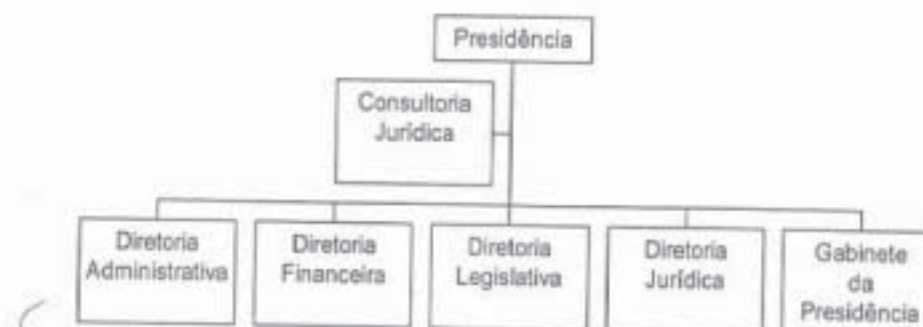 Presidência
Consultoria
Jurídica
Diretoria
Administrativa
Diretoria
Financeira
Diretoria
Legislativa
Diretoria
Jurídica
Gabinete
da
Presidência